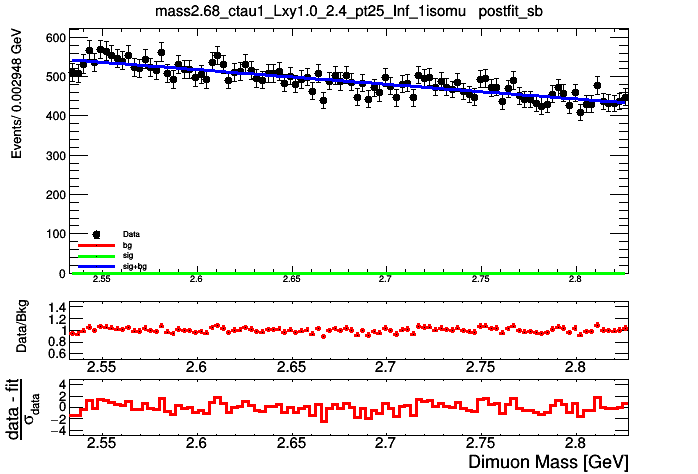 mass2.68_ctau1_Lxy1.0_2.4_pt25_Inf_1isomu postfit_sb
Events/ 0.002948 GeV
600
500
400
300
200
100
0
Data
bg
sig
sig+bg
2.55 2.6 2.65 2.7 2.75 2.8
Data/Bkg
1.4
1.2
1
0.8
0.6
2.55 2.6 2.65 2.7 2.75 2.8
data - fit
σdata
4
2
0
−2
−4
2.55 2.6 2.65 2.7 2.75 2.8
Dimuon Mass [GeV]